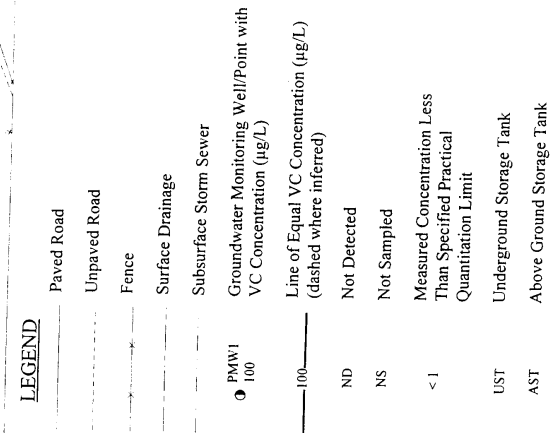 LEGEND
Paved Road
Unpaved Road
Fence
Surface Drainage
Subsurface Storm Sewer
PMW1
100
Groundwater Monitoring Well/Point with
VC Concentration (µg/L)
100
Line of Equal VC Concentration (µg/L)
(dashed where inferred)
ND Not Detected
NS Not Sampled
<1 Measured Concentration Less
Than Specified Practical
Quantitation Limit
UST Underground Storage Tank
AST Above Ground Storage Tank